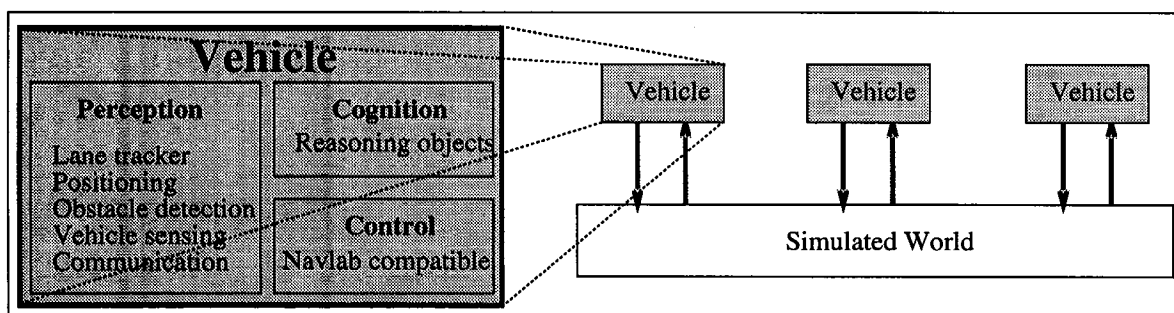 Vehicle
Perception
Lane tracker
Positioning
Obstacle detection
Vehicle sensing
Communication
Cognition
Reasoning objects
Control
Navlab compatible
Vehicle
Vehicle
Vehicle
Simulated World